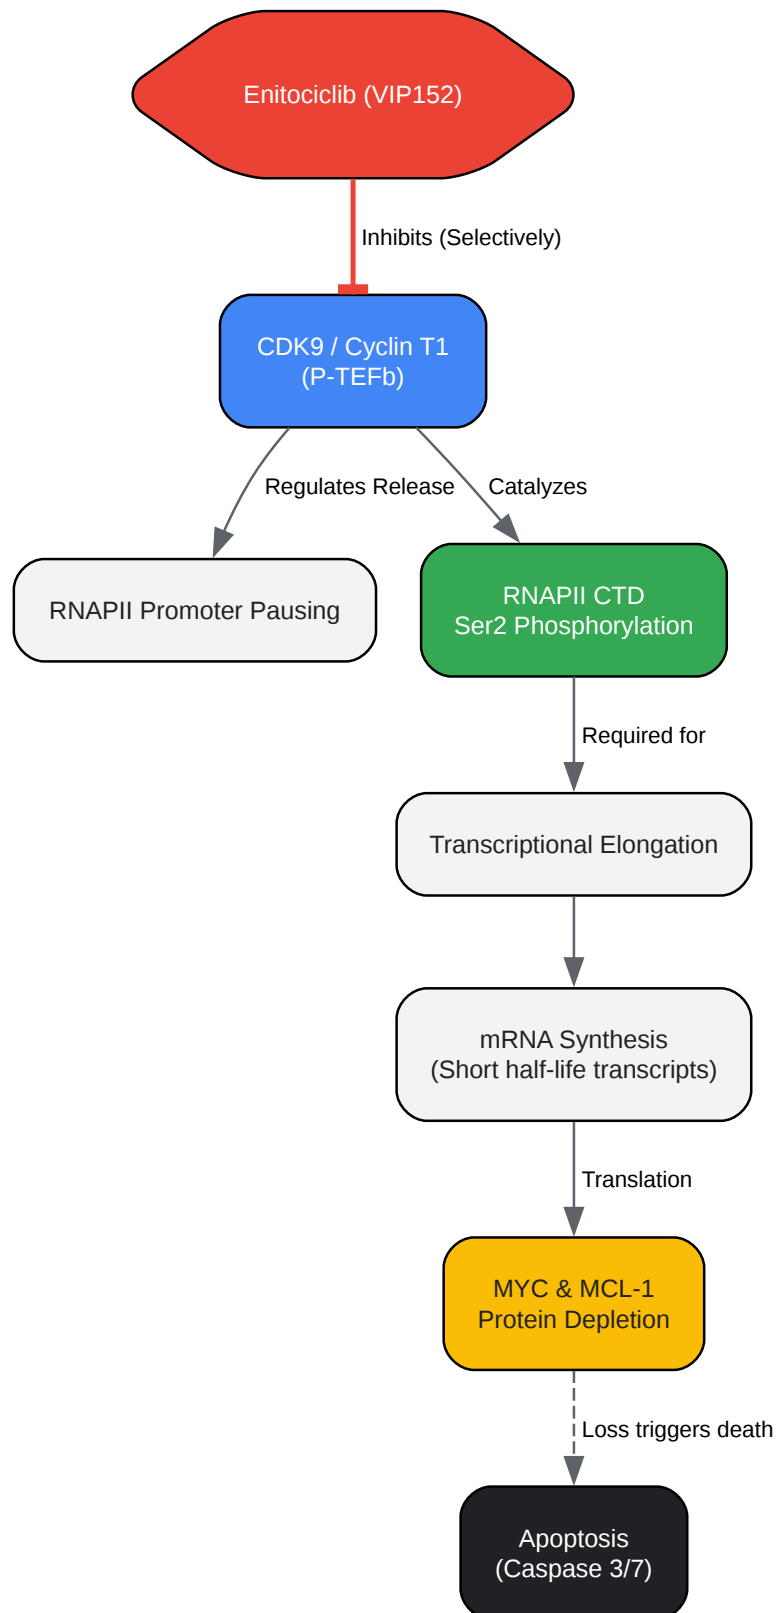 Enitociclib (VIP152)
Inhibits (Selectively)
CDK9 / Cyclin T1
(P-TEFb)
Regulates Release
Catalyzes
RNAPII Promoter Pausing
RNAPII CTD
Ser2 Phosphorylation
Required for
Transcriptional Elongation
mRNA Synthesis
(Short half-life transcripts)
Translation
MYC & MCL-1
Protein Depletion
Loss triggers death
Apoptosis
(Caspase 3/7)